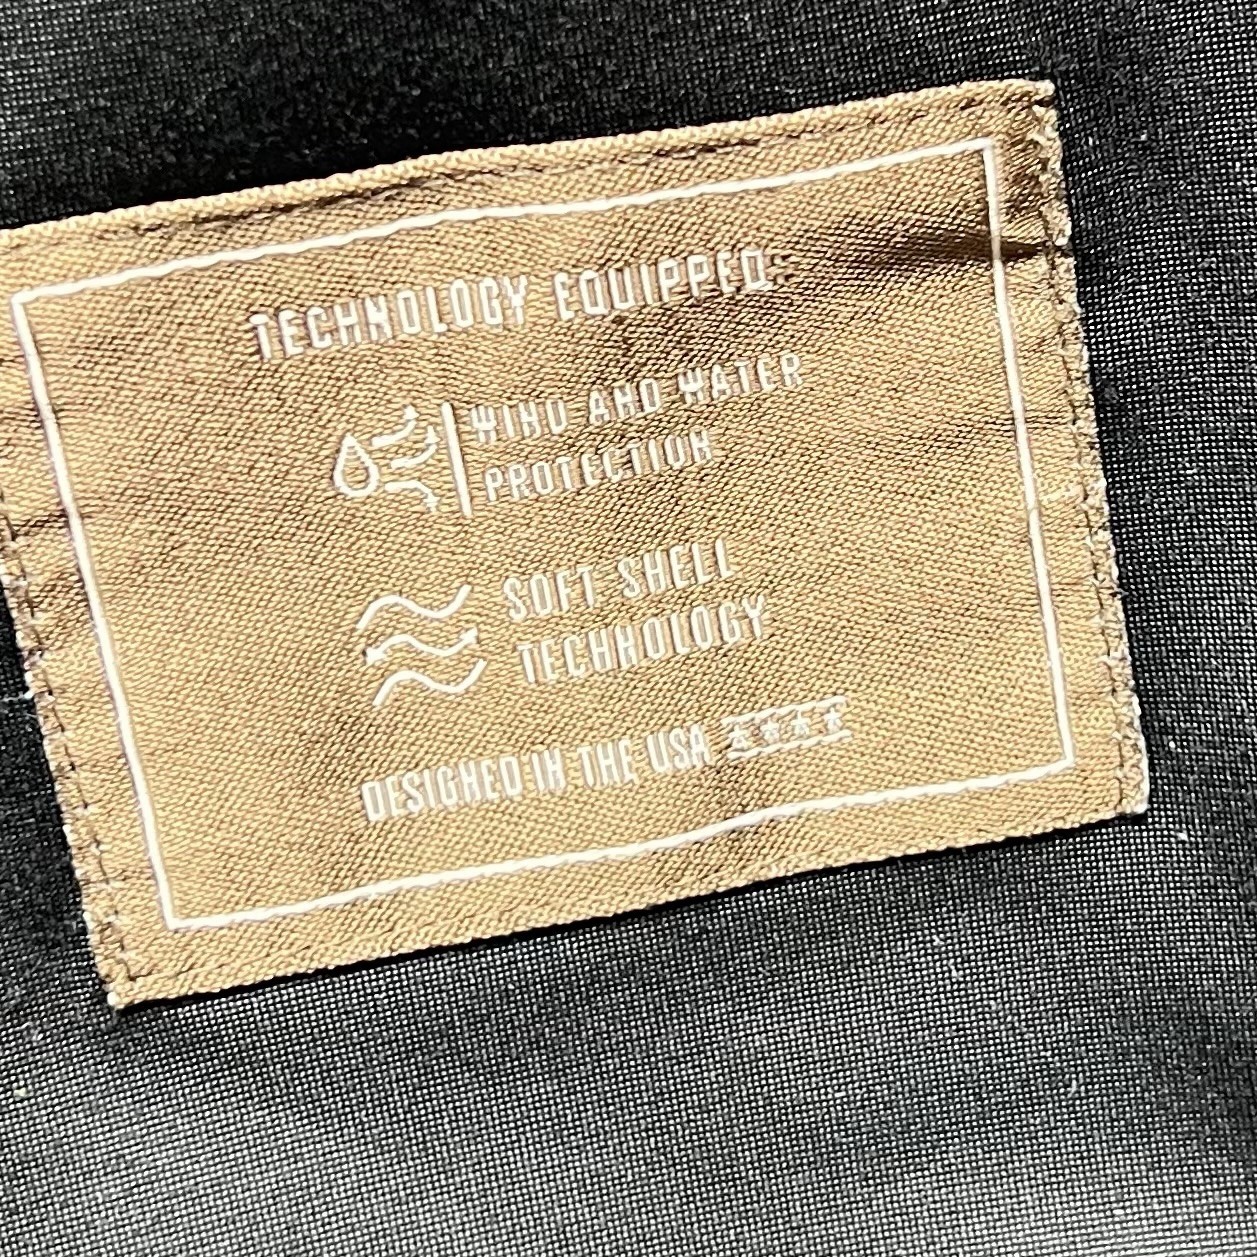 TECHNOLOGY EQUIPPED:
WIND AND WATER
PROTECTION
SOFT SHELL
TECHNOLOGY
DESIGNED IN THE USA